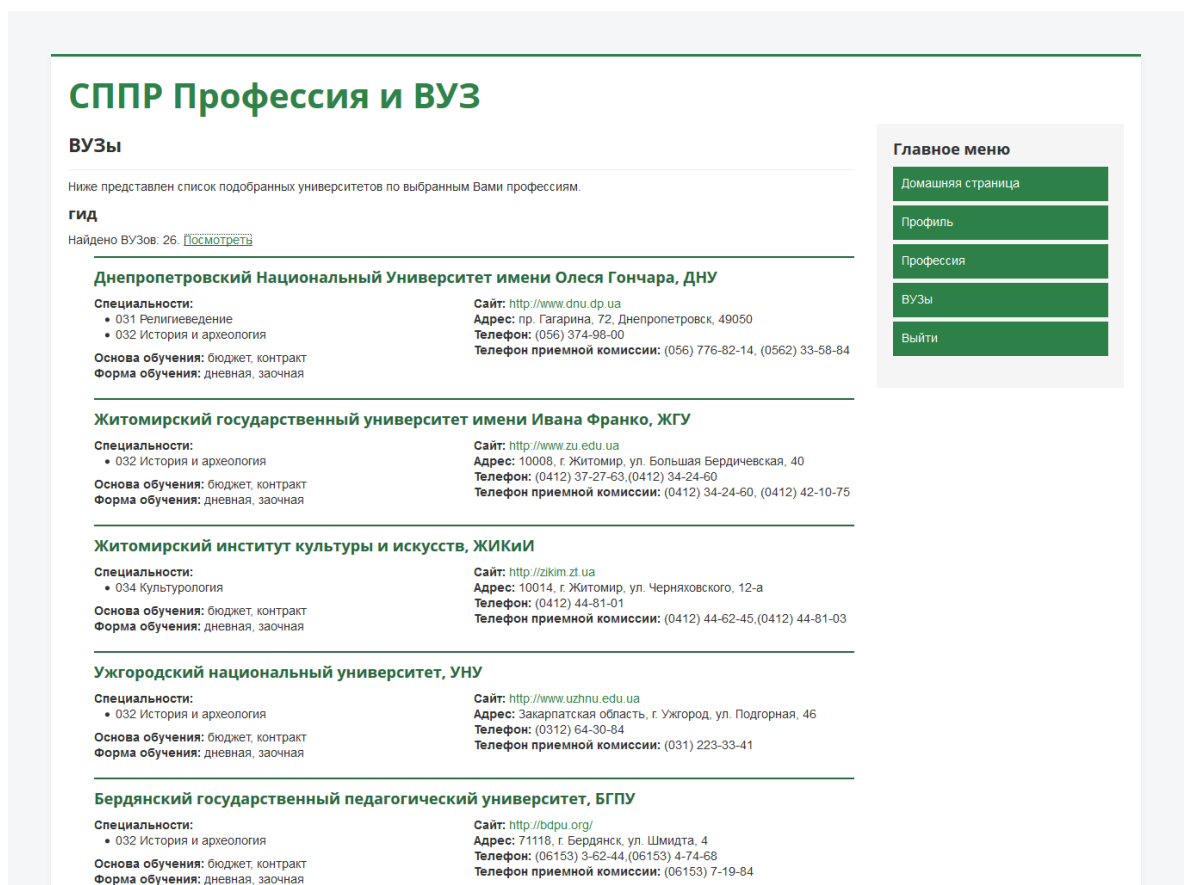 СППР Профессия и ВУЗ
ВУЗы
Ниже представлен список подобранных университетов по выбранным Вами профессиям.
гид
Найдено ВУЗов: 26. Посмотреть
Днепропетровский Национальный Университет имени Олеся Гончара, ДНУ
Специальности:
• 031 Религиеведение
• 032 История и археология
Основа обучения: бюджет, контракт
Форма обучения: дневная, заочная
Сайт: http://www.dnu.dp.ua
Адрес: пр. Гагарина, 72, Днепропетровск, 49050
Телефон: (056) 374-98-00
Телефон приемной комиссии: (056) 776-82-14, (0562) 33-58-84
Житомирский государственный университет имени Ивана Франко, ЖГУ
Специальности:
• 032 История и археология
Основа обучения: бюджет, контракт
Форма обучения: дневная, заочная
Сайт: http://www.zu.edu.ua
Адрес: 10008, г. Житомир, ул. Большая Бердичевская, 40
Телефон: (0412) 37-27-63,(0412) 34-24-60
Телефон приемной комиссии: (0412) 34-24-60, (0412) 42-10-75
Житомирский институт культуры и искусств, ЖИКиИ
Специальности:
• 034 Культурология
Основа обучения: бюджет, контракт
Форма обучения: дневная, заочная
Сайт: http://zikim.zt.ua
Адрес: 10014, г. Житомир, ул. Черняховского, 12-а
Телефон: (0412) 44-81-01
Телефон приемной комиссии: (0412) 44-62-45,(0412) 44-81-03
Ужгородский национальный университет, УНУ
Специальности:
• 032 История и археология
Основа обучения: бюджет, контракт
Форма обучения: дневная, заочная
Сайт: http://www.uzhnu.edu.ua
Адрес: Закарпатская область, г. Ужгород, ул. Подгорная, 46
Телефон: (0312) 64-30-84
Телефон приемной комиссии: (031) 223-33-41
Бердянский государственный педагогический университет, БГПУ
Специальности:
• 032 История и археология
Основа обучения: бюджет, контракт
Форма обучения: дневная, заочная
Сайт: http://bdpu.org/
Адрес: 71118, г. Бердянск, ул. Шмидта, 4
Телефон: (06153) 3-62-44,(06153) 4-74-68
Телефон приемной комиссии: (06153) 7-19-84
Главное меню
Домашняя страница
Профиль
Профессия
ВУЗы
Выйти